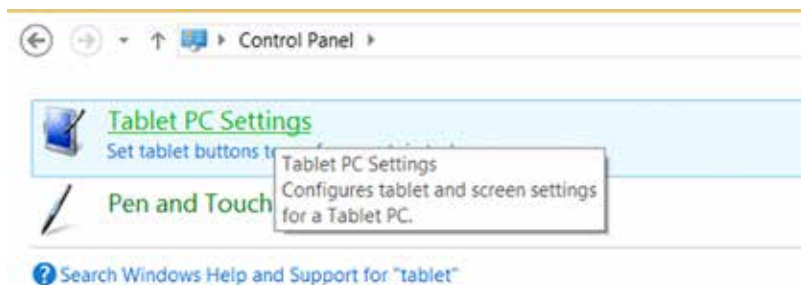 Control Panel
Tablet PC Settings
Set tablet buttons to
Tablet PC Settings
Configures tablet and screen settings
for a Tablet PC.
Pen and Touch
Search Windows Help and Support for "tablet"